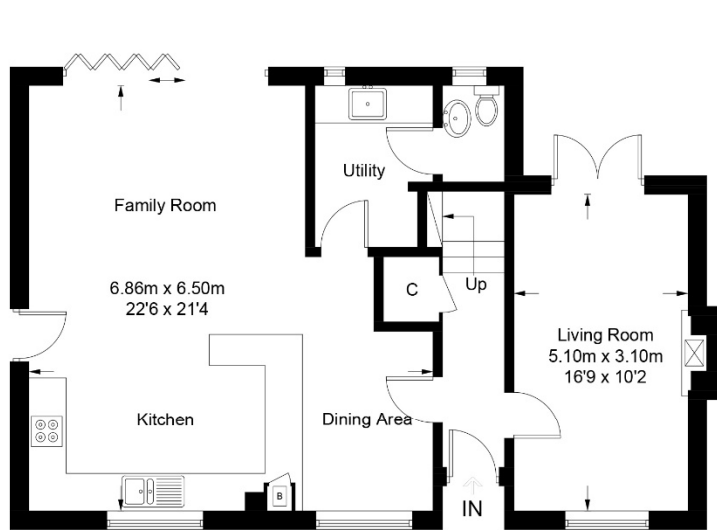 Utility
Family Room
6.86m x 6.50m
22'6 x 21'4
C
Up
Living Room
5.10m x 3.10m
16'9 x 10'2
Kitchen
Dining Area
B
IN